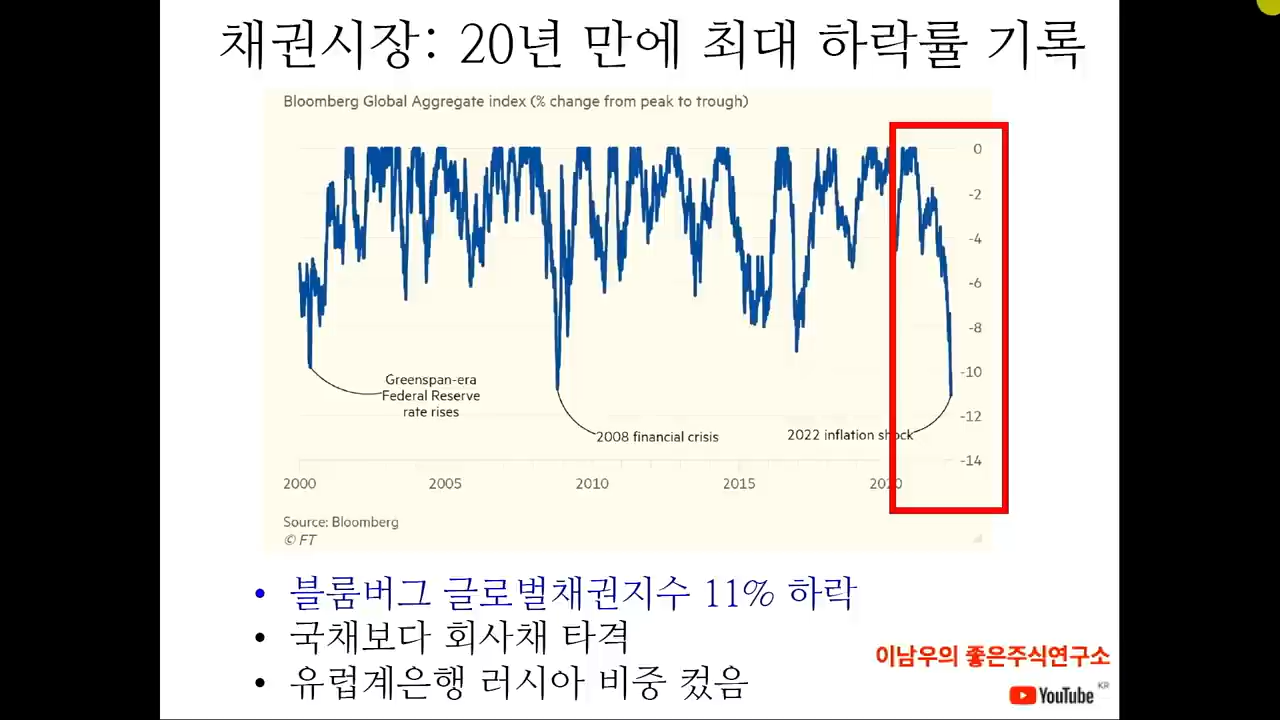 채권시장: 20년 만에 최대 하락률 기록
Bloomberg Global Aggregate index (% change from peak to trough)
0
-2
-4
-6
-8
-10
-12
-14
Greenspan-era
Federal Reserve
rate rises
2008 financial crisis
2022 inflation shock
2000 2005 2010 2015 2020
Source: Bloomberg
© FT
• 블룸버그 글로벌채권지수 11% 하락
• 국채보다 회사채 타격
• 유럽계은행 러시아 비중 컸음
이남우의 좋은주식연구소
YouTube KR